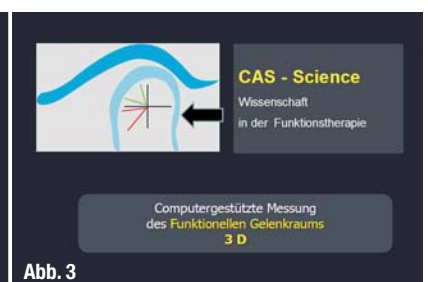 CAS - Science
Wissenschaft
in der Funktionstherapie
Computergestützte Messung
des Funktionellen Gelenkraums
3 D
Abb. 3